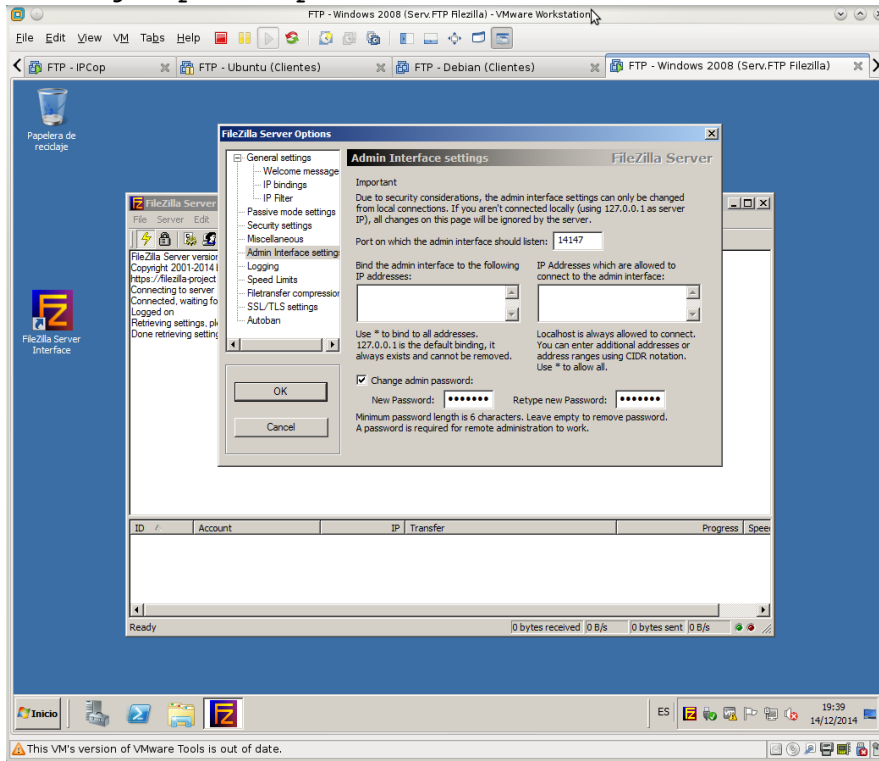 FTP - Windows 2008 (Serv.FTP Filezilla) - VMware Workstation
File Edit View VM Tabs Help
FTP - IPCop
FTP - Ubuntu (Clientes)
FTP - Debian (Clientes)
FTP - Windows 2008 (Serv.FTP Filezilla)
Papelera de
reciclaje
FileZilla Server
Interface
FileZilla Server
File Server Edit
FileZilla Server version
Copyright 2001-2014
https://filezilla-project
Connecting to server
Connected, waiting fo
Logged on
Retrieving settings, pl
Done retrieving setting
FileZilla Server Options
General settings
Welcome message
IP bindings
IP Filter
Passive mode settings
Security settings
Miscellaneous
Admin Interface setting
Logging
Speed Limits
Filetransfer compression
SSL/TLS settings
Autoban
OK
Cancel
Admin Interface settings
FileZilla Server
Important
Due to security considerations, the admin interface settings can only be changed
from local connections. If you aren't connected locally (using 127.0.0.1 as server
IP), all changes on this page will be ignored by the server.
Port on which the admin interface should listen: 14147
Bind the admin interface to the following
IP addresses:
IP Addresses which are allowed to
connect to the admin interface:
Use * to bind to all addresses.
127.0.0.1 is the default binding, it
always exists and cannot be removed.
Localhost is always allowed to connect.
You can enter additional addresses or
address ranges using CIDR notation.
Use * to allow all.
Change admin password:
New Password: ••••••• Retype new Password: •••••••
Minimum password length is 6 characters. Leave empty to remove password.
A password is required for remote administration to work.
ID Account IP Transfer Progress Spee
Ready 0 bytes received 0 B/s 0 bytes sent 0 B/s
Inicio
ES
19:39
14/12/2014
This VM's version of VMware Tools is out of date.